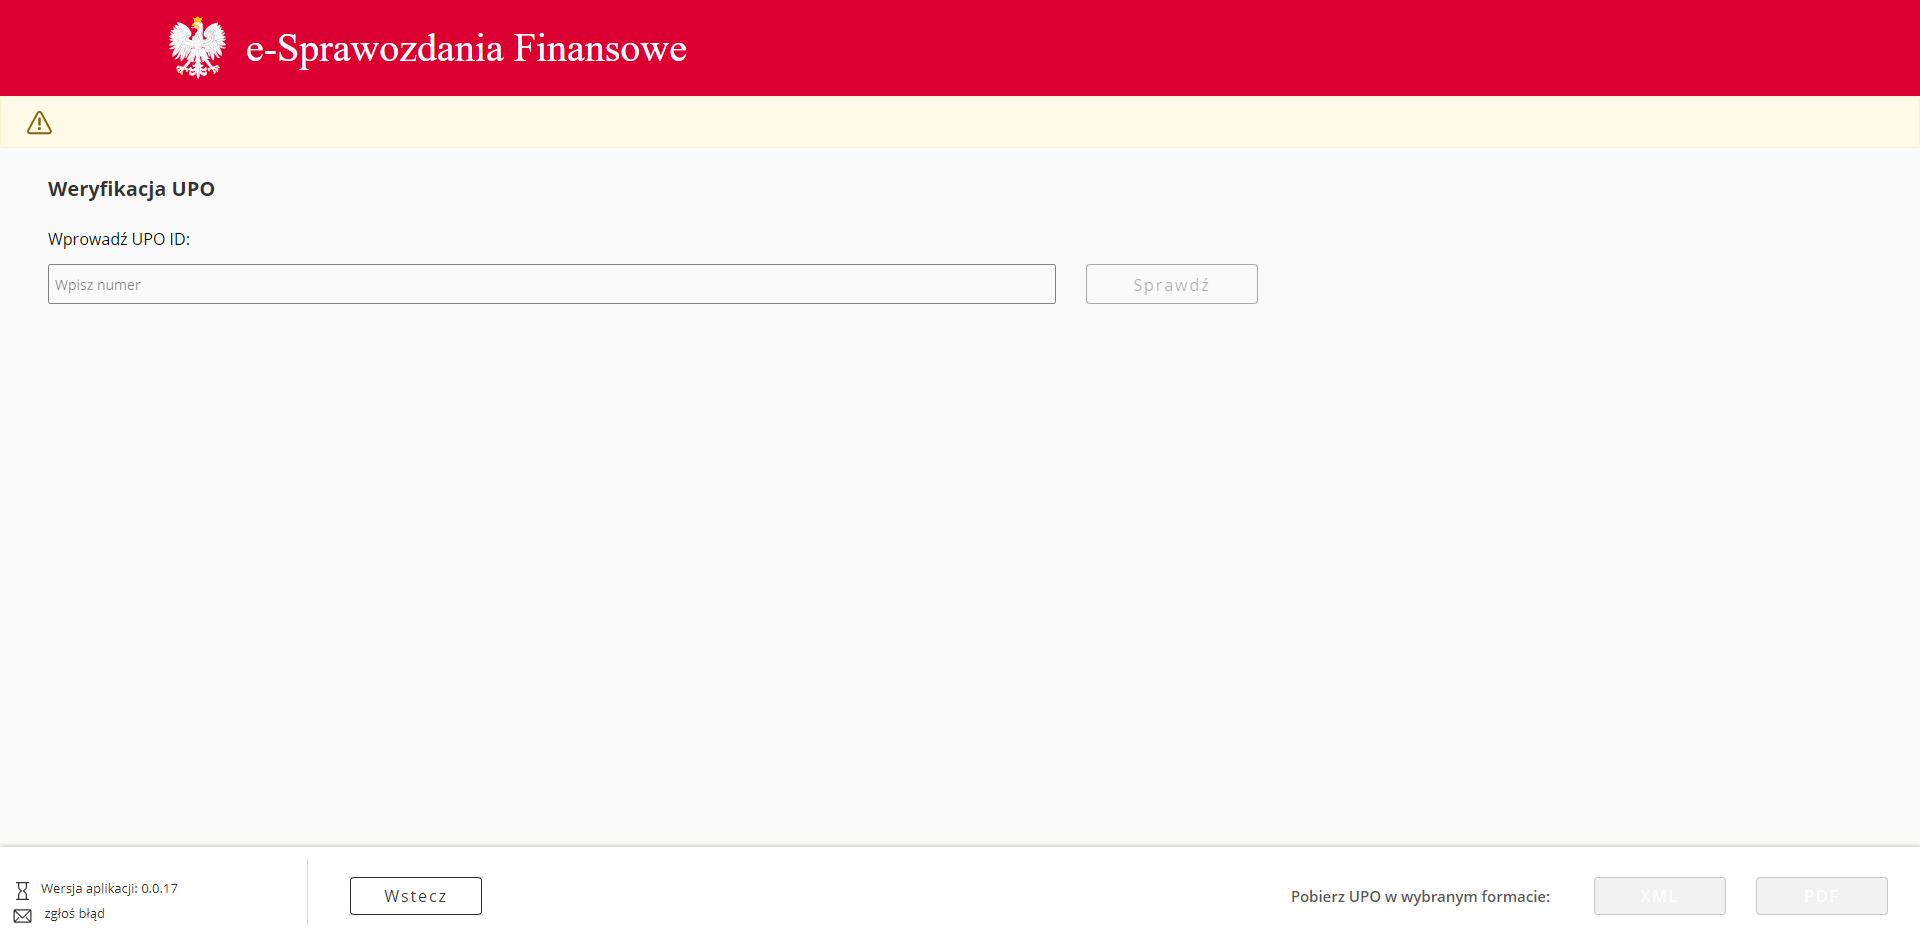 e-Sprawozdania Finansowe
Weryfikacja UPO
Wprowadź UPO ID:
Wpisz numer
Sprawdź
Wersja aplikacji: 0.0.17
zgłoś błąd
Wstecz
Pobierz UPO w wybranym formacie:
XML
PDF